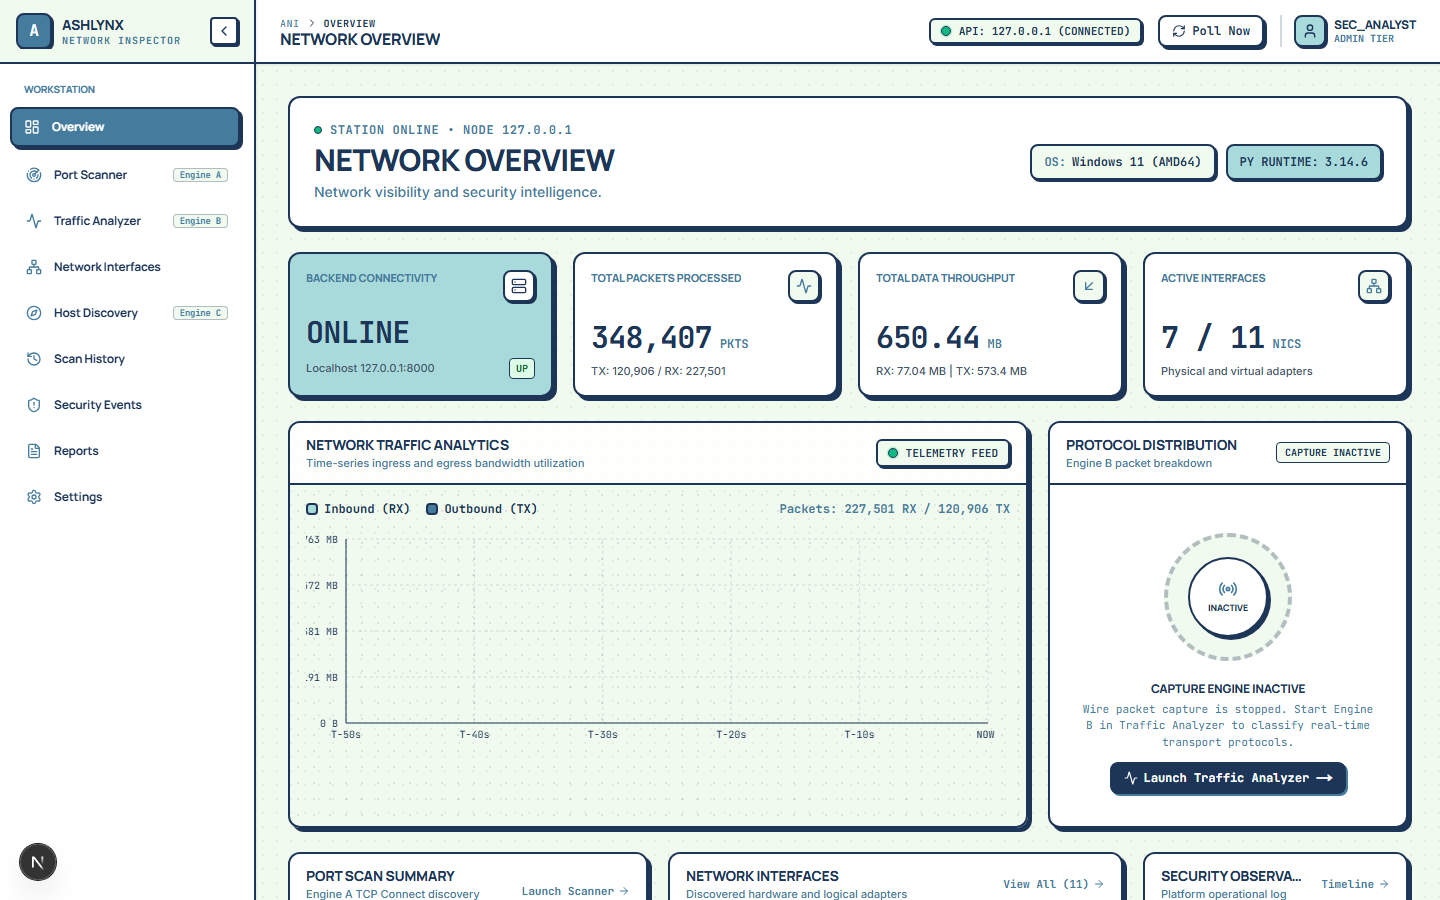 A
ASHLYNX
NETWORK INSPECTOR
ANI > OVERVIEW
NETWORK OVERVIEW
API: 127.0.0.1 (CONNECTED)
Poll Now
SEC_ANALYST
ADMIN TIER
WORKSTATION
Overview
Port Scanner
Engine A
Traffic Analyzer
Engine B
Network Interfaces
Host Discovery
Engine C
Scan History
Security Events
Reports
Settings
N
STATION ONLINE • NODE 127.0.0.1
NETWORK OVERVIEW
Network visibility and security intelligence.
OS: Windows 11 (AMD64)
PY RUNTIME: 3.14.6
BACKEND CONNECTIVITY
ONLINE
Localhost 127.0.0.1:8000
UP
TOTAL PACKETS PROCESSED
348,407 PKTS
TX: 120,906 / RX: 227,501
TOTAL DATA THROUGHPUT
650.44 MB
RX: 77.04 MB | TX: 573.4 MB
ACTIVE INTERFACES
7 / 11 NICS
Physical and virtual adapters
NETWORK TRAFFIC ANALYTICS
Time-series ingress and egress bandwidth utilization
TELEMETRY FEED
Inbound (RX)
Outbound (TX)
Packets: 227,501 RX / 120,906 TX
63 MB
72 MB
81 MB
.91 MB
0 B
T-50s
T-40s
T-30s
T-20s
T-10s
NOW
PROTOCOL DISTRIBUTION
Engine B packet breakdown
CAPTURE INACTIVE
INACTIVE
CAPTURE ENGINE INACTIVE
Wire packet capture is stopped. Start Engine
B in Traffic Analyzer to classify real-time
transport protocols.
Launch Traffic Analyzer →
PORT SCAN SUMMARY
Engine A TCP Connect discovery
Launch Scanner →
NETWORK INTERFACES
Discovered hardware and logical adapters
View All (11) →
SECURITY OBSERVA...
Platform operational log
Timeline →